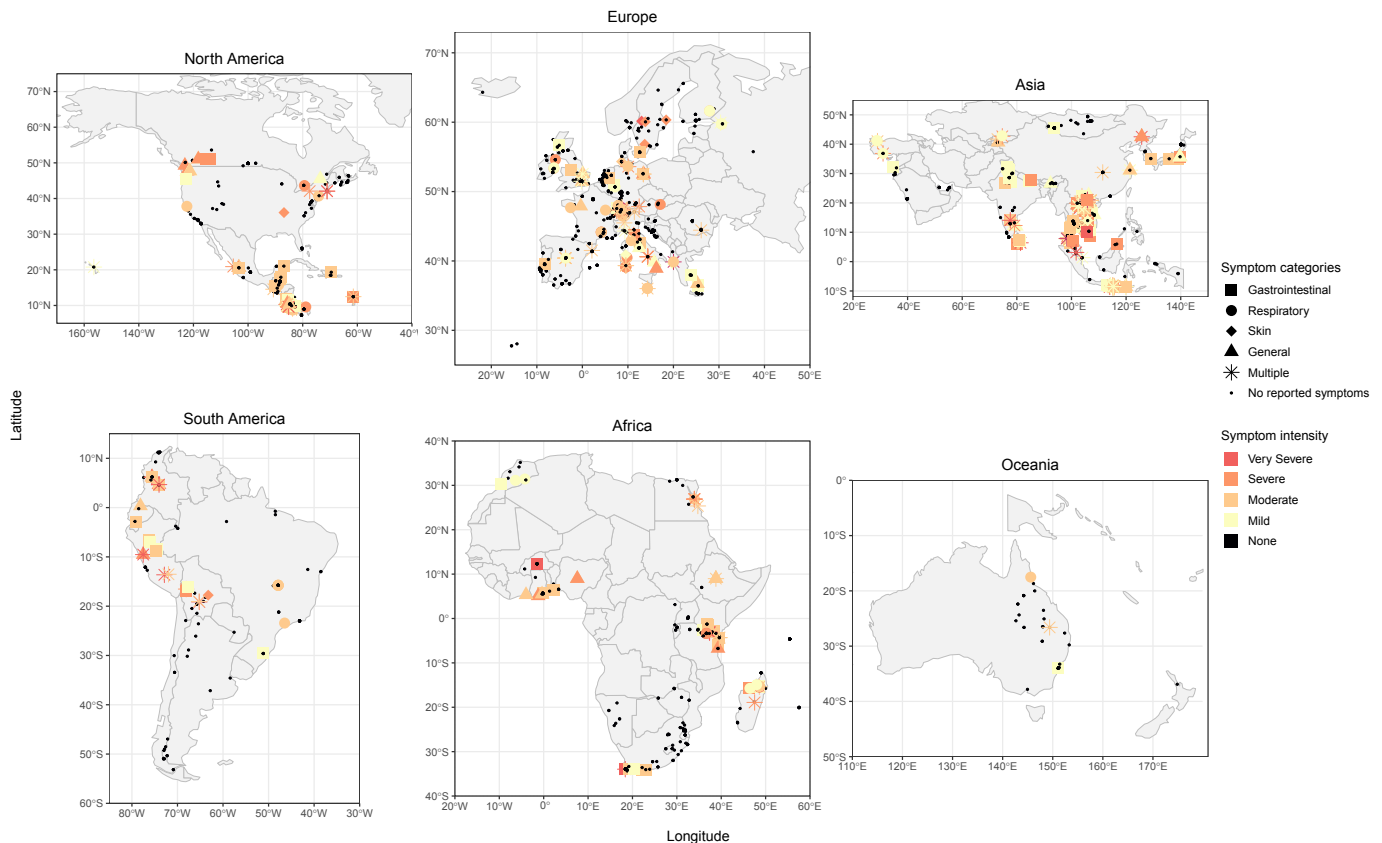 Europe
North America
Asia
70°N
60°N
50°N
40°N
30°N
20°N
10°N
160°W 140°W 120°W 100°W 80°W 60°W 40°
70°N
60°N
50°N
40°N
30°N
20°W 10°W 0° 10°E 20°E 30°E 40°E 50°E
50°N
40°N
30°N
20°N
10°N
0°
10°S
20°E 40°E 60°E 80°E 100°E 120°E 140°E
Symptom categories
Gastrointestinal
Respiratory
Skin
General
Multiple
No reported symptoms
Symptom intensity
Very Severe
Severe
Moderate
Mild
None
Latitude
South America
Africa
Oceania
10°N
0°
10°S
20°S
30°S
40°S
50°S
60°S
80°W 70°W 60°W 50°W 40°W 30°W
40°N
30°N
20°N
10°N
0°
10°S
20°S
30°S
40°S
20°W 10°W 0° 10°E 20°E 30°E 40°E 50°E 60°E
0°
10°S
20°S
30°S
40°S
50°S
110°E 120°E 130°E 140°E 150°E 160°E 170°E
Longitude